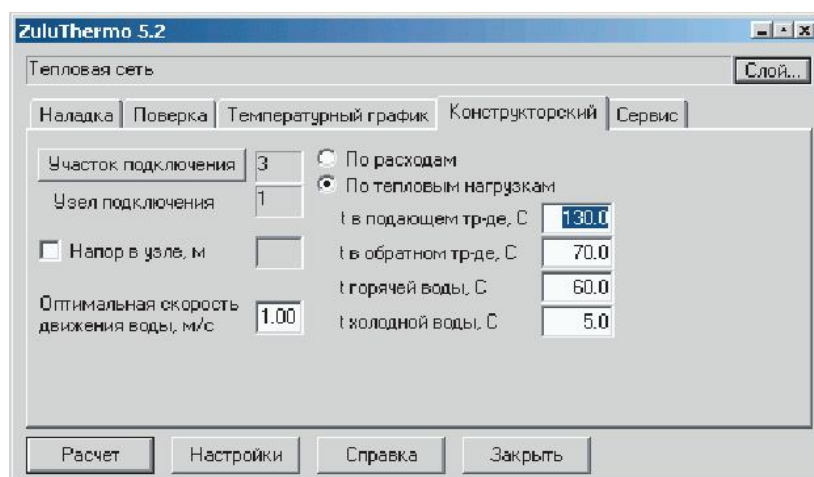 ZuluThermo 5.2
Тепловая сеть
Слой...
Наладка Поверка Температурный график Конструкторский Сервис
Участок подключения 3
Узел подключения 1
Напор в узле, м
Оптимальная скорость
движения воды, м/с 1.00
По расходам
По тепловым нагрузкам
t в подающем тр-де, С 130.0
t в обратном тр-де, С 70.0
t горячей воды, С 60.0
t холодной воды, С 5.0
Расчет Настройки Справка Закрыть